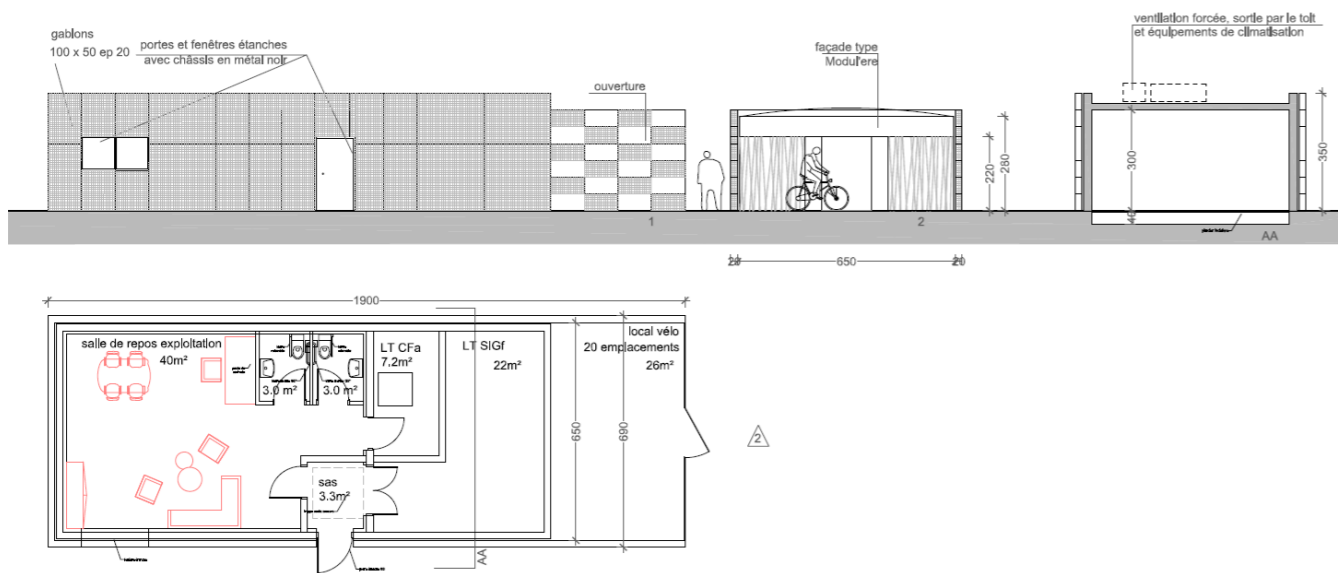 gabions
100 x 50 ep 20
portes et fenêtres étanches
avec châssis en métal noir
ouverture
façade type
Modul'ere
ventilation forcée, sortie par le toit
et équipements de climatisation
220
280
300
40
350
1
2
AA
20
650
20
1900
salle de repos exploitation
40m²
3.0 m²
3.0 m²
LT CFa
7.2m²
LT SIGf
22m²
local vélo
20 emplacements
26m²
650
690
2
sas
3.3m²
AA